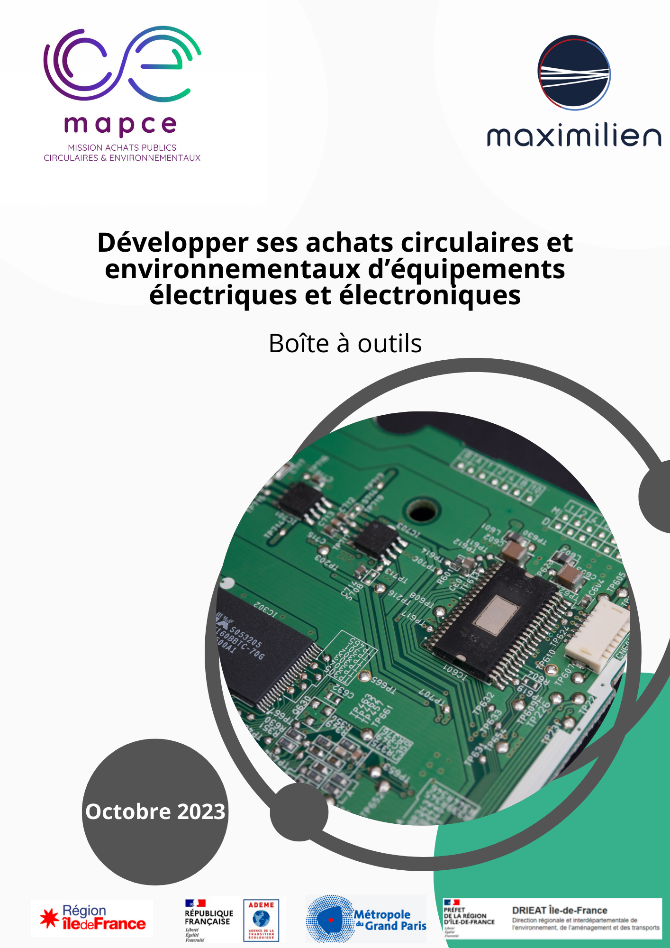 mapce
MISSION ACHATS PUBLICS
CIRCULAIRES & ENVIRONNEMENTAUX
maximilien
Développer ses achats circulaires et
environnementaux d’équipements
électriques et électroniques
Boîte à outils
Octobre 2023
Région
îledeFrance
RÉPUBLIQUE
FRANÇAISE
Liberté
Égalité
Fraternité
ADEME
AGENCE DE LA
TRANSITION
ÉCOLOGIQUE
Métropole
du Grand Paris
PRÉFET
DE LA RÉGION
D'ÎLE-DE-FRANCE
Liberté
Égalité
Fraternité
DRIEAT Île-de-France
Direction régionale et interdépartementale de
l'environnement, de l'aménagement et des transports